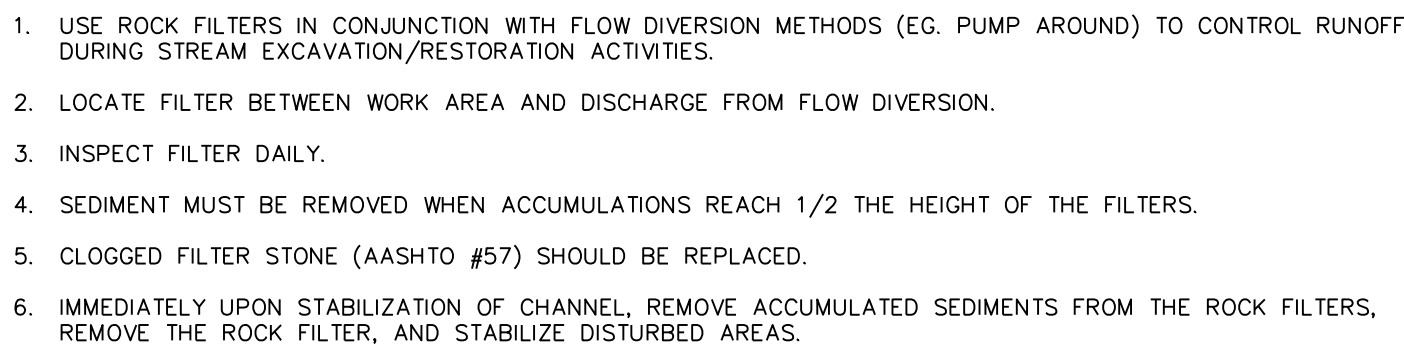 1. USE ROCK FILTERS IN CONJUNCTION WITH FLOW DIVERSION METHODS (EG. PUMP AROUND) TO CONTROL RUNOFF
DURING STREAM EXCAVATION/RESTORATION ACTIVITIES.
2. LOCATE FILTER BETWEEN WORK AREA AND DISCHARGE FROM FLOW DIVERSION.
3. INSPECT FILTER DAILY.
4. SEDIMENT MUST BE REMOVED WHEN ACCUMULATIONS REACH 1/2 THE HEIGHT OF THE FILTERS.
5. CLOGGED FILTER STONE (AASHTO #57) SHOULD BE REPLACED.
6. IMMEDIATELY UPON STABILIZATION OF CHANNEL, REMOVE ACCUMULATED SEDIMENTS FROM THE ROCK FILTERS,
REMOVE THE ROCK FILTER, AND STABILIZE DISTURBED AREAS.